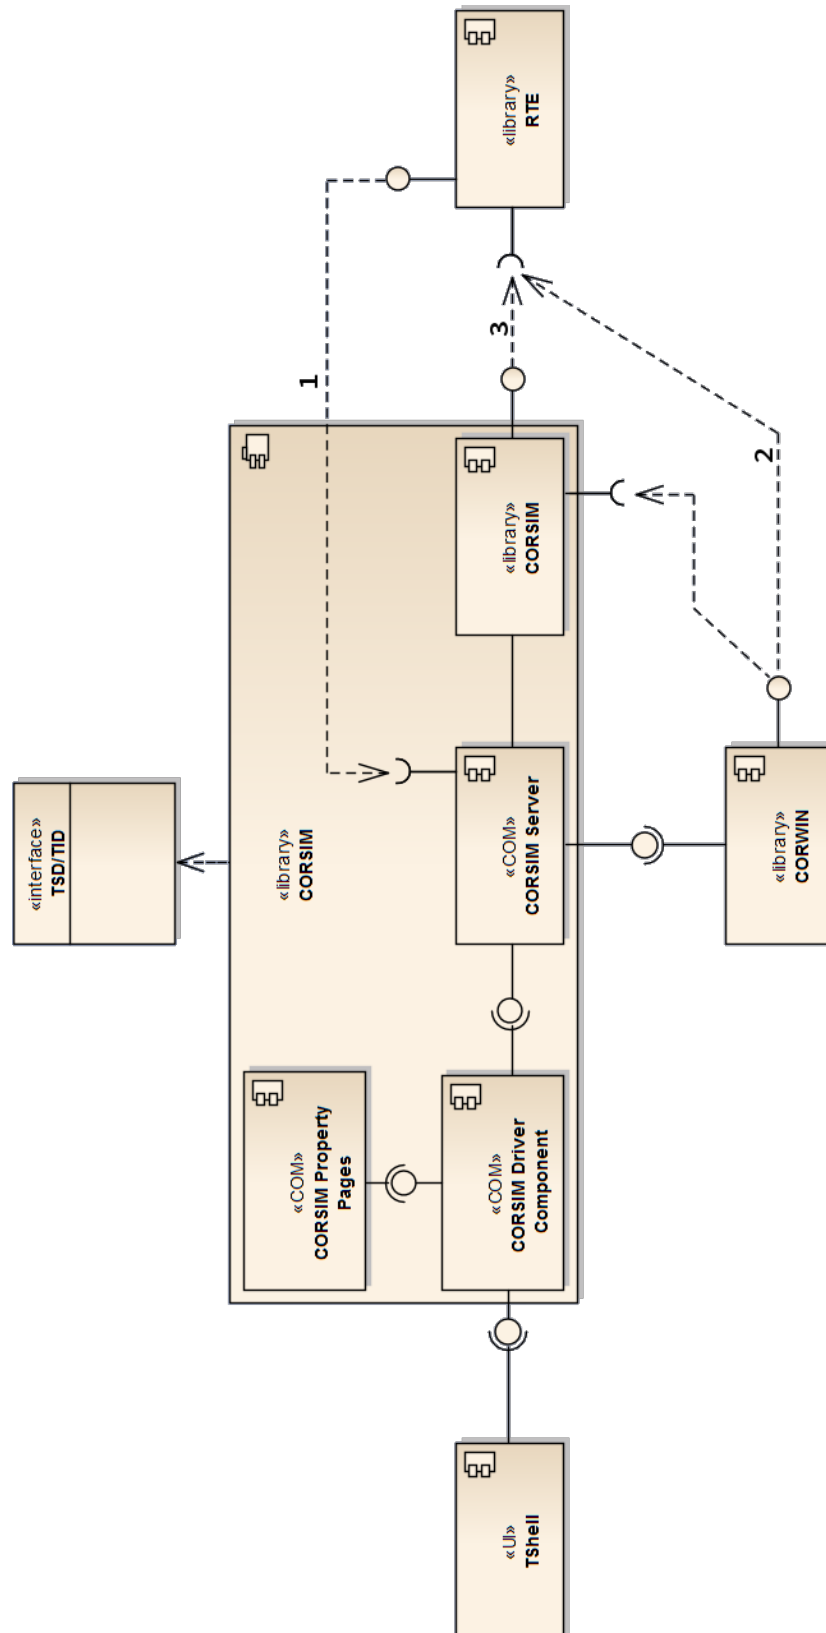 «interface»
TSD/TID
«library»
CORSIM
«COM»
CORSIM Property
Pages
1
«UI»
TShell
«COM»
CORSIM Driver
Component
«COM»
CORSIM Server
«library»
CORSIM
3
«library»
RTE
2
«library»
CORWIN